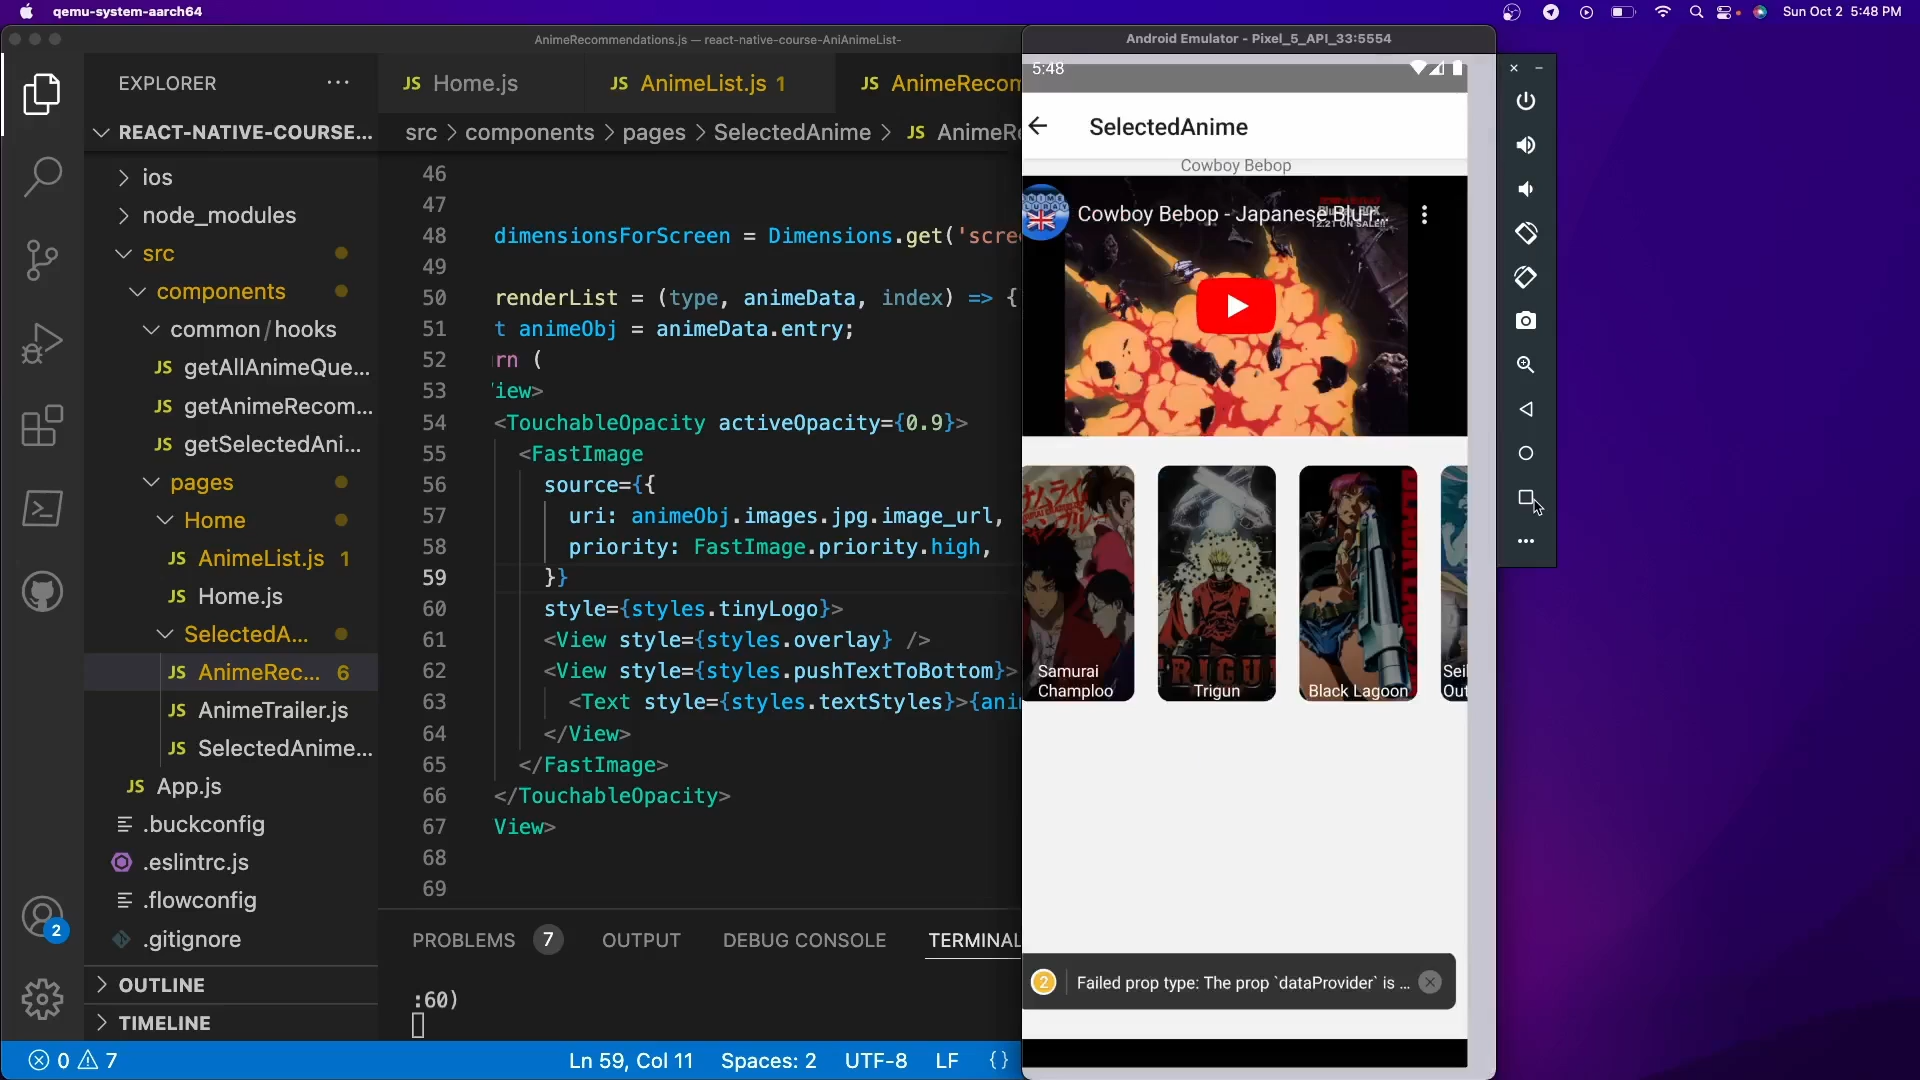 qemu-system-aarch64
Sun Oct 2 5:48 PM
AnimeRecommendations.js — react-native-course-AniAnimeList-
EXPLORER
REACT-NATIVE-COURSE...
ios
node_modules
src
components
common/hooks
JS getAllAnimeQue...
JS getAnimeRecom...
JS getSelectedAni...
pages
Home
JS AnimeList.js 1
JS Home.js
SelectedA...
JS AnimeRec... 6
JS AnimeTrailer.js
JS SelectedAnime...
JS App.js
.buckconfig
.eslintrc.js
.flowconfig
.gitignore
OUTLINE
TIMELINE
2
JS Home.js
JS AnimeList.js 1
JS AnimeRecom
src > components > pages > SelectedAnime > JS AnimeR
46
47
48 dimensionsForScreen = Dimensions.get('scre
49
50 renderList = (type, animeData, index) => {
51 t animeObj = animeData.entry;
52 rn (
53 iew>
54 <TouchableOpacity activeOpacity={0.9}>
55 <FastImage
56 source={{
57 uri: animeObj.images.jpg.image_url,
58 priority: FastImage.priority.high,
59 }}
60 style={styles.tinyLogo}>
61 <View style={styles.overlay} />
62 <View style={styles.pushTextToBottom}>
63 <Text style={styles.textStyles}>{ani
64 </View>
65 </FastImage>
66 </TouchableOpacity>
67 View>
68
69
PROBLEMS 7 OUTPUT DEBUG CONSOLE TERMINAL
:60)
0 7
Ln 59, Col 11 Spaces: 2 UTF-8 LF {}
Android Emulator - Pixel_5_API_33:5554
5:48
SelectedAnime
Cowboy Bebop
Cowboy Bebop - Japanese Blu-r...
12.21 ON SALE!!
Samurai
Champloo
Trigun
Black Lagoon
Sei
Out
2 Failed prop type: The prop `dataProvider` is ...